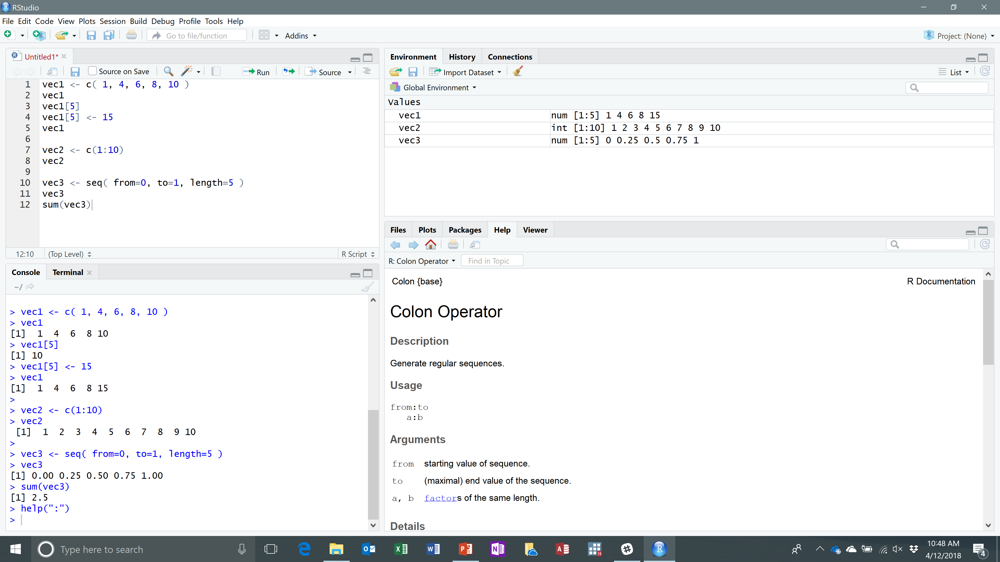 RStudio
File Edit Code View Plots Session Build Debug Profile Tools Help
Go to file/function Addins Project: (None)
Untitled1*
Source on Save Run Source
1 vec1 <- c( 1, 4, 6, 8, 10 )
2 vec1
3 vec1[5]
4 vec1[5] <- 15
5 vec1
6
7 vec2 <- c(1:10)
8 vec2
9
10 vec3 <- seq( from=0, to=1, length=5 )
11 vec3
12 sum(vec3)
12:10 (Top Level) R Script
Console Terminal
~/
> vec1 <- c( 1, 4, 6, 8, 10 )
> vec1
[1]  1  4  6  8 10
> vec1[5]
[1] 10
> vec1[5] <- 15
> vec1
[1]  1  4  6  8 15
>
> vec2 <- c(1:10)
> vec2
 [1]  1  2  3  4  5  6  7  8  9 10
>
> vec3 <- seq( from=0, to=1, length=5 )
> vec3
[1] 0.00 0.25 0.50 0.75 1.00
> sum(vec3)
[1] 2.5
> help(":")
>
Environment History Connections
Import Dataset List
Global Environment
Values
vec1 num [1:5] 1 4 6 8 15
vec2 int [1:10] 1 2 3 4 5 6 7 8 9 10
vec3 num [1:5] 0 0.25 0.5 0.75 1
Files Plots Packages Help Viewer
R: Colon Operator Find in Topic
Colon {base} R Documentation
Colon Operator
Description
Generate regular sequences.
Usage
from:to
a:b
Arguments
from starting value of sequence.
to (maximal) end value of the sequence.
a, b factors of the same length.
Details
Type here to search
15
10:48 AM
4/12/2018
4